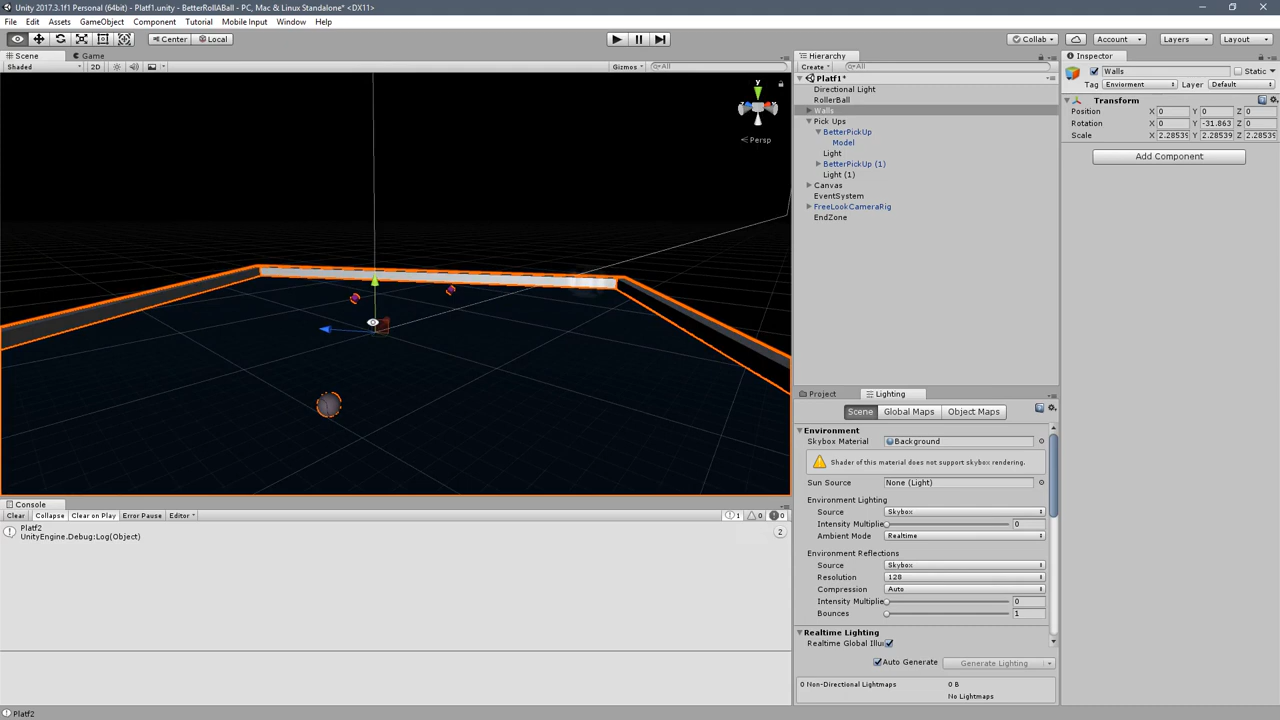 Unity 2017.3.1f1 Personal (64bit) - Platf1.unity - BetterRollABall - PC, Mac & Linux Standalone* <DX11>
File Edit Assets GameObject Component Tutorial Mobile Input Window Help
Center Local Collab Account Layers Layout
Scene Game
Shaded 2D Gizmos All
y
Persp
Hierarchy
Create All
Platf1*
Directional Light
RollerBall
Walls
Pick Ups
BetterPickUp
Model
Light
BetterPickUp (1)
Light (1)
Canvas
EventSystem
FreeLookCameraRig
EndZone
Inspector
Walls Static
Tag Enviorment Layer Default
Transform
Position X 0 Y 0 Z 0
Rotation X 0 Y -31.863 Z 0
Scale X 2.28539 Y 2.28539 Z 2.28539
Add Component
Project Lighting
Scene Global Maps Object Maps
Environment
Skybox Material Background
Shader of this material does not support skybox rendering.
Sun Source None (Light)
Environment Lighting
Source Skybox
Intensity Multiplie 0
Ambient Mode Realtime
Environment Reflections
Source Skybox
Resolution 128
Compression Auto
Intensity Multiplie 0
Bounces 1
Realtime Lighting
Realtime Global Illu
Auto Generate Generate Lighting
0 Non-Directional Lightmaps 0 B
No Lightmaps
Console
Clear Collapse Clear on Play Error Pause Editor 1 0 0
Platf2
UnityEngine.Debug:Log(Object) 2
Platf2